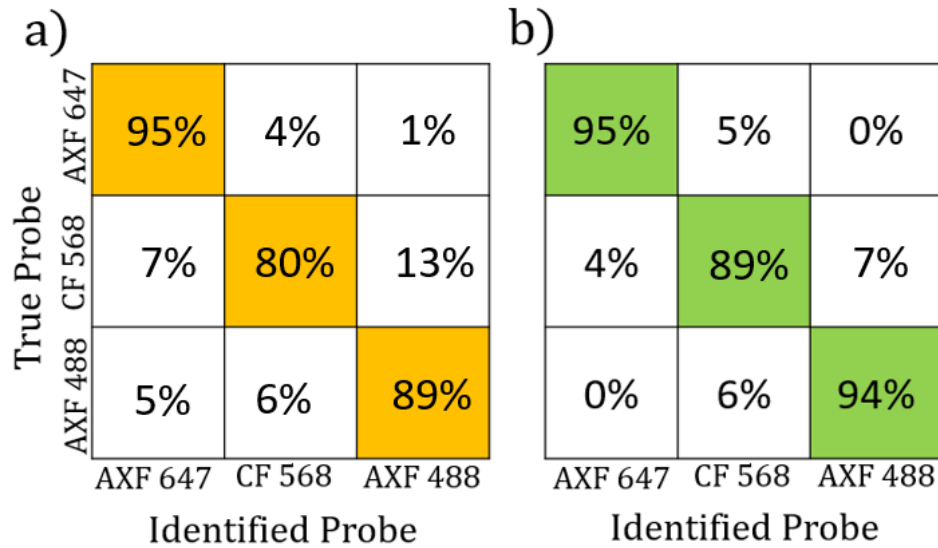 a)
b)
True Probe
AXF 647
95% 4% 1%
95% 5% 0%
CF 568
7% 80% 13%
4% 89% 7%
AXF 488
5% 6% 89%
0% 6% 94%
AXF 647 CF 568 AXF 488
AXF 647 CF 568 AXF 488
Identified Probe
Identified Probe